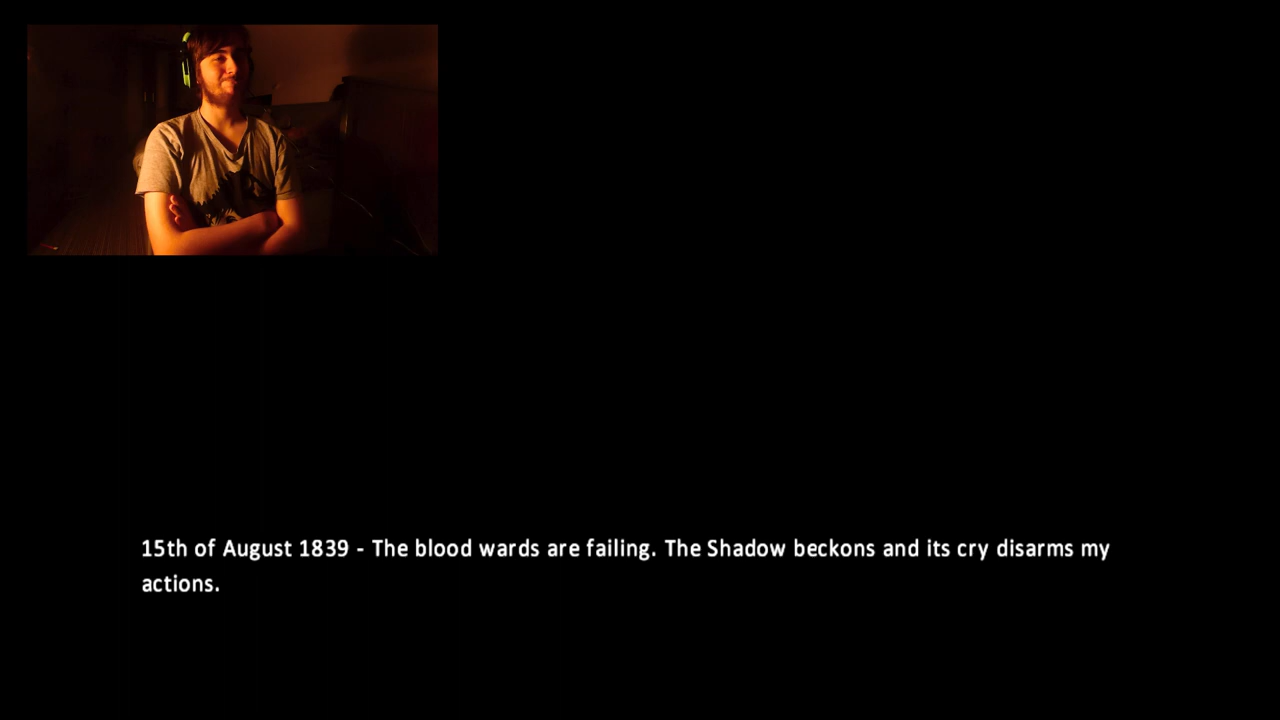 15th of August 1839 - The blood wards are failing. The Shadow beckons and its cry disarms my
actions.